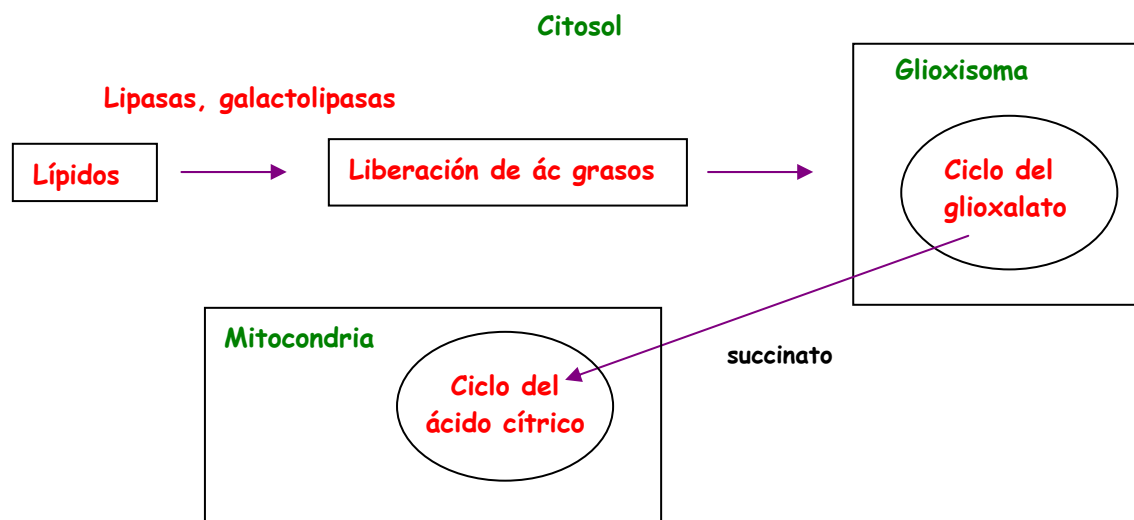 Citosol
Glioxisoma
Lipasas, galactolipasas
Lípidos
Liberación de ác grasos
Ciclo del
glioxalato
Mitocondria
succinato
Ciclo del
ácido cítrico